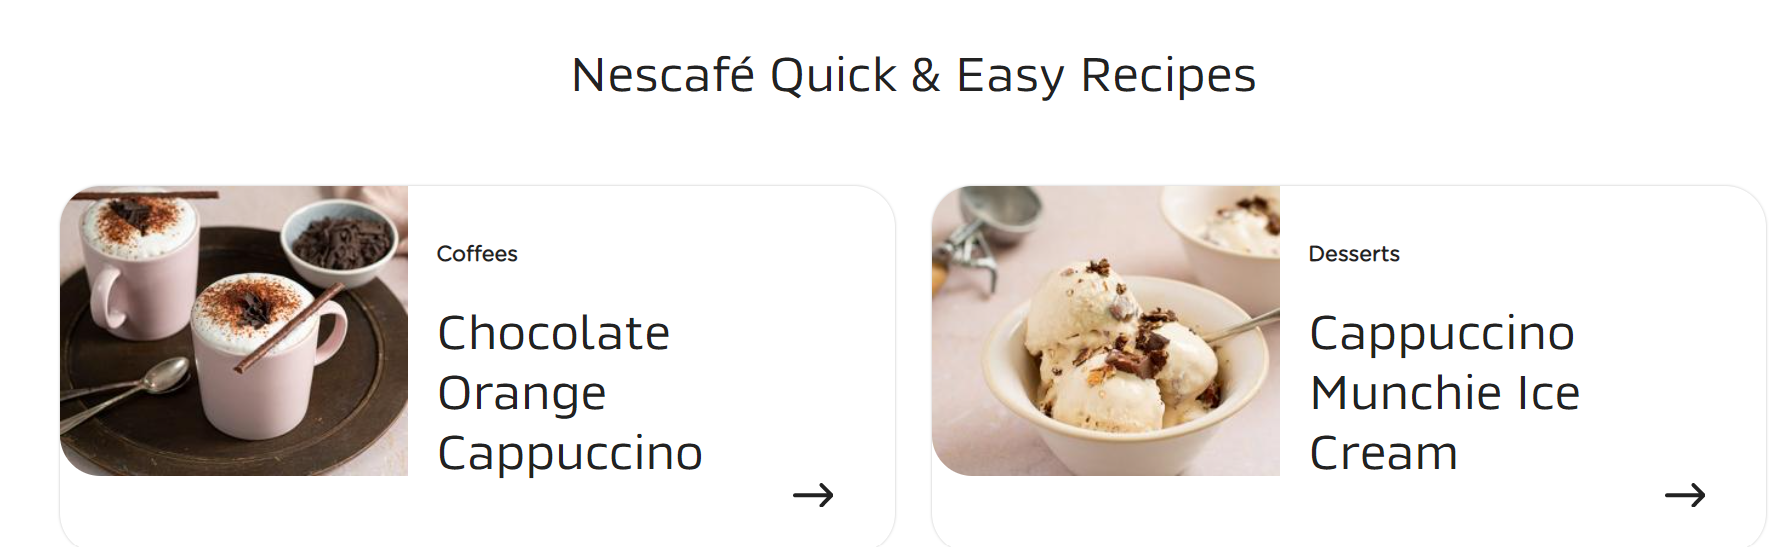 Nescafé Quick & Easy Recipes
Coffees
Chocolate
Orange
Cappuccino
Desserts
Cappuccino
Munchie Ice
Cream